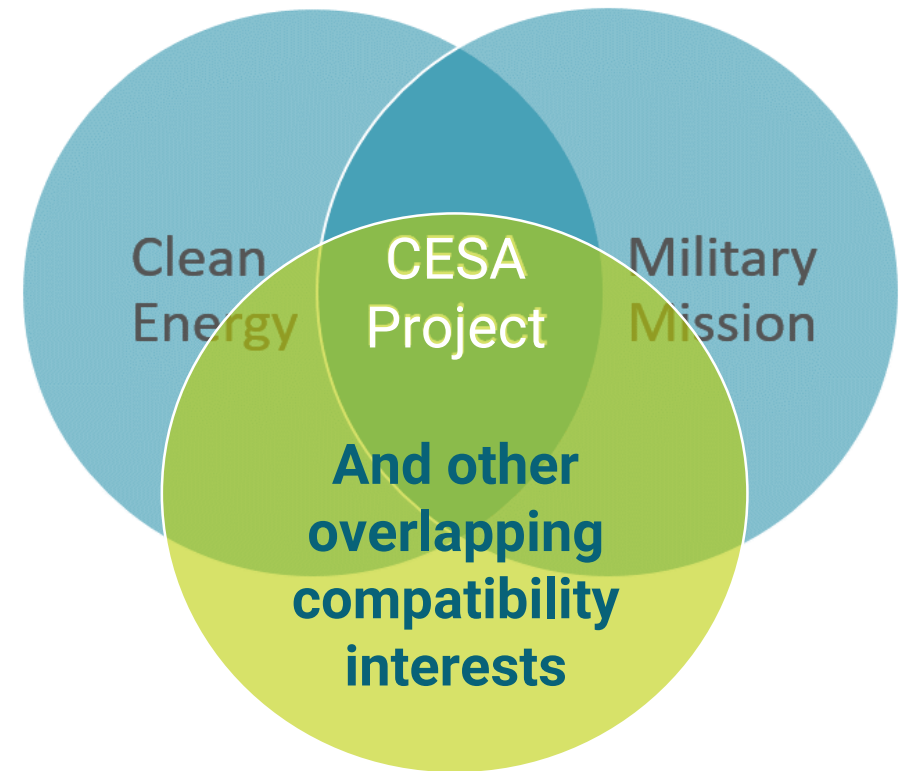 Clean
Energy
CESA
Project
Military
Mission
And other
overlapping
compatibility
interests